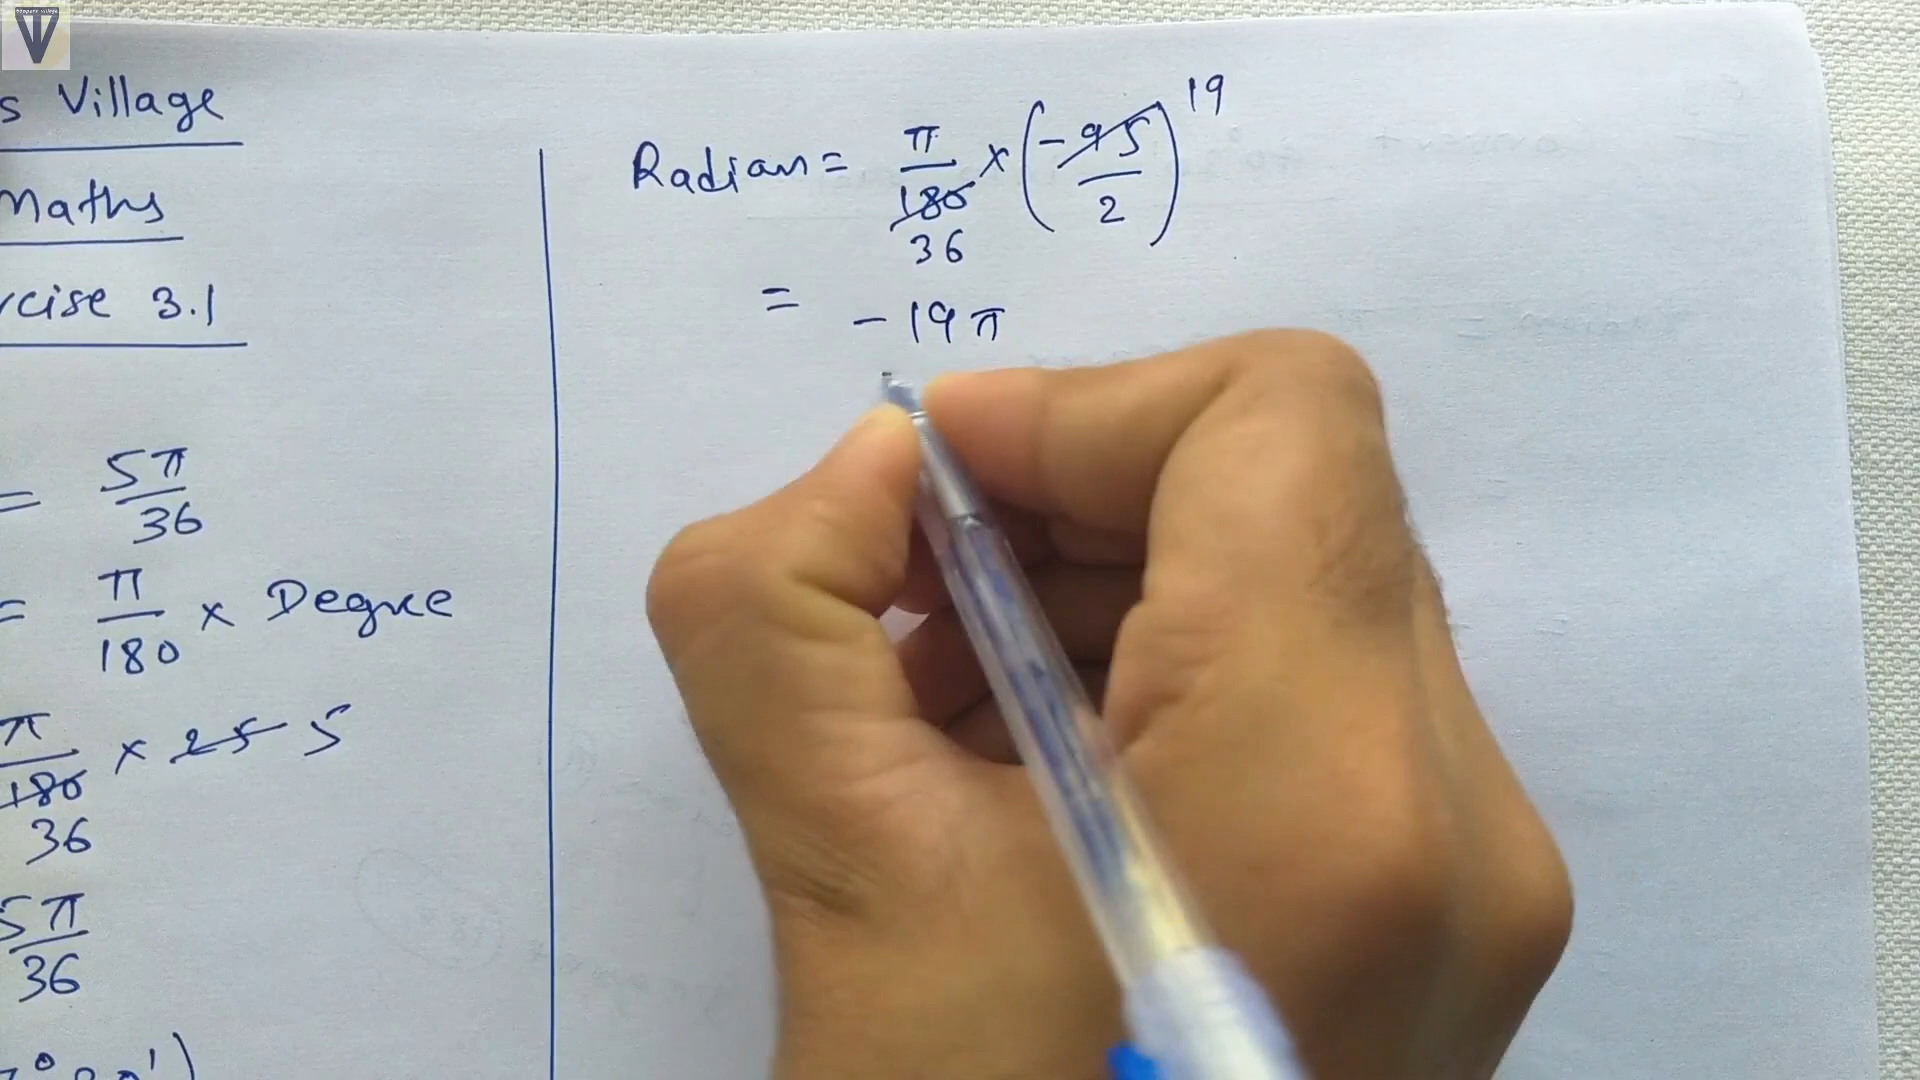 s Village
Maths
rcise 3.1
= 5π/36
= π/180 × Degree
π/180 × 25 5
36
5π/36
Radian = π/180 × (-95/2) 19
36
= -19π